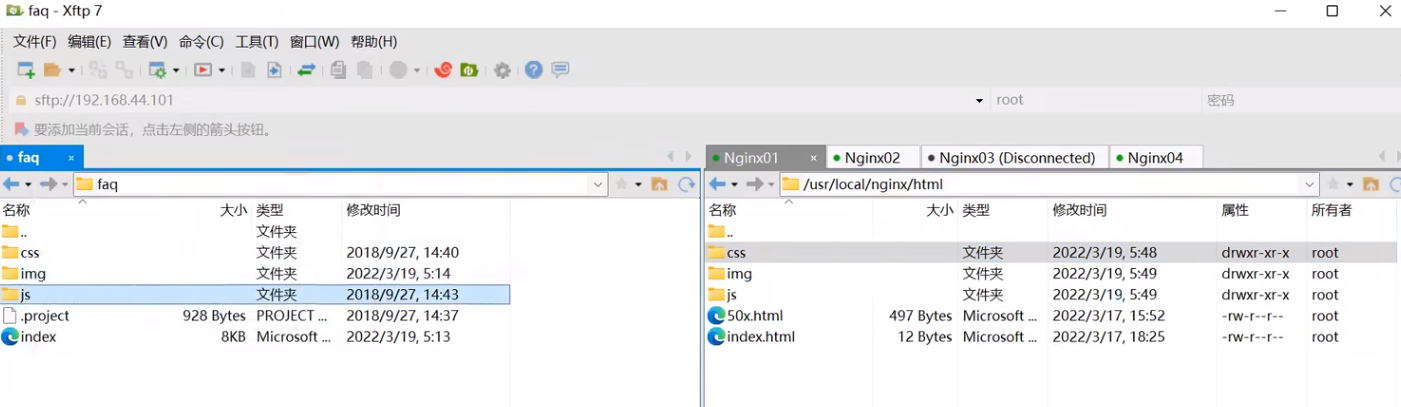 faq - Xftp 7
文件(F) 编辑(E) 查看(V) 命令(C) 工具(T) 窗口(W) 帮助(H)
sftp://192.168.44.101 root 密码
要添加当前会话，点击左侧的箭头按钮。
faq
faq
名称 大小 类型 修改时间
.. 文件夹
css 文件夹 2018/9/27, 14:40
img 文件夹 2022/3/19, 5:14
js 文件夹 2018/9/27, 14:43
.project 928 Bytes PROJECT ... 2018/9/27, 14:37
index 8KB Microsoft ... 2022/3/19, 5:13
Nginx01 Nginx02 Nginx03 (Disconnected) Nginx04
/usr/local/nginx/html
名称 大小 类型 修改时间 属性 所有者
..
css 文件夹 2022/3/19, 5:48 drwxr-xr-x root
img 文件夹 2022/3/19, 5:49 drwxr-xr-x root
js 文件夹 2022/3/19, 5:49 drwxr-xr-x root
50x.html 497 Bytes Microsoft ... 2022/3/17, 15:52 -rw-r--r-- root
index.html 12 Bytes Microsoft ... 2022/3/17, 18:25 -rw-r--r-- root